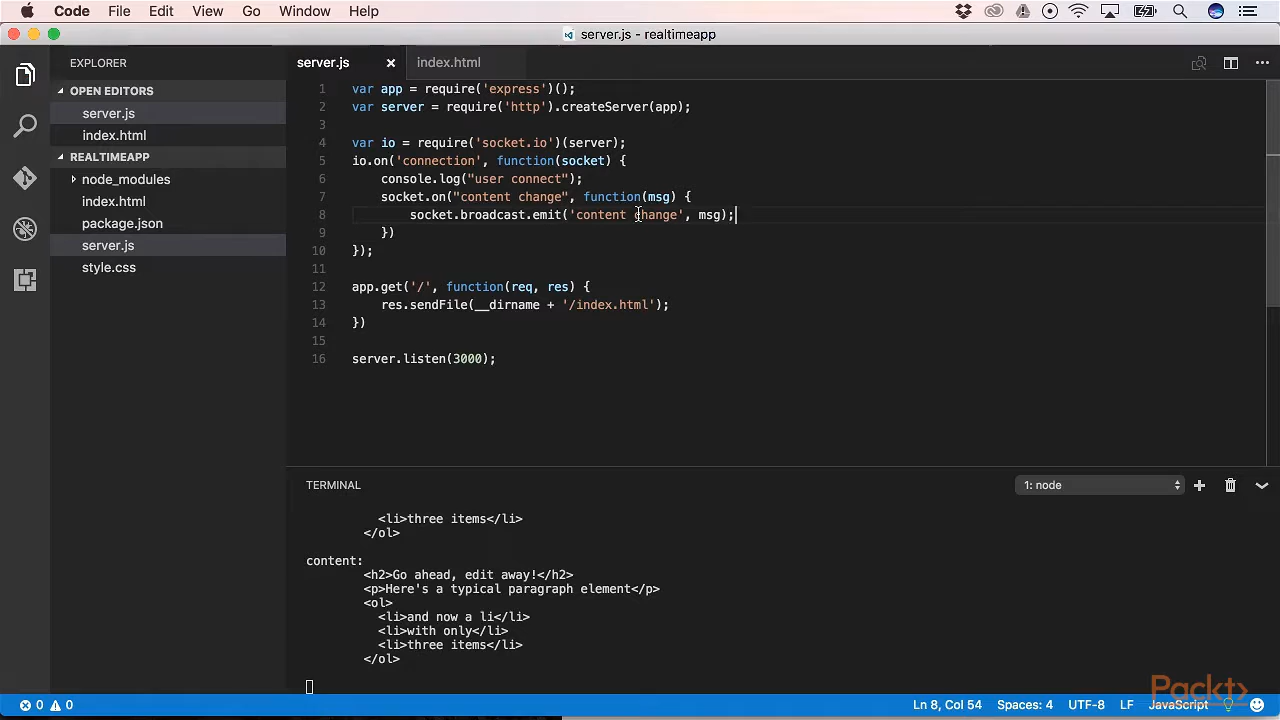 Code File Edit View Go Window Help
server.js - realtimeapp
EXPLORER
OPEN EDITORS
server.js
index.html
REALTIMEAPP
node_modules
index.html
package.json
server.js
style.css
server.js × index.html
1 var app = require('express')();
2 var server = require('http').createServer(app);
3
4 var io = require('socket.io')(server);
5 io.on('connection', function(socket) {
6 console.log("user connect");
7 socket.on("content change", function(msg) {
8 socket.broadcast.emit('content change', msg);
9 })
10 });
11
12 app.get('/', function(req, res) {
13 res.sendFile(__dirname + '/index.html');
14 })
15
16 server.listen(3000);
TERMINAL
1: node
<li>three items</li>
</ol>
content:
<h2>Go ahead, edit away!</h2>
<p>Here's a typical paragraph element</p>
<ol>
<li>and now a li</li>
<li>with only</li>
<li>three items</li>
</ol>
Packt>
0 0
Ln 8, Col 54 Spaces: 4 UTF-8 LF JavaScript